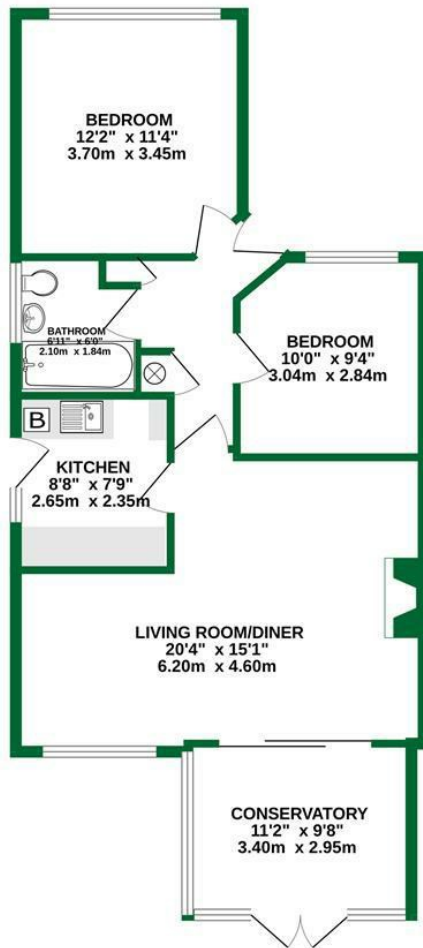 BEDROOM
12'2" x 11'4"
3.70m x 3.45m
BATHROOM
6'11" x 6'0"
2.10m x 1.84m
BEDROOM
10'0" x 9'4"
3.04m x 2.84m
B
KITCHEN
8'8" x 7'9"
2.65m x 2.35m
LIVING ROOM/DINER
20'4" x 15'1"
6.20m x 4.60m
CONSERVATORY
11'2" x 9'8"
3.40m x 2.95m